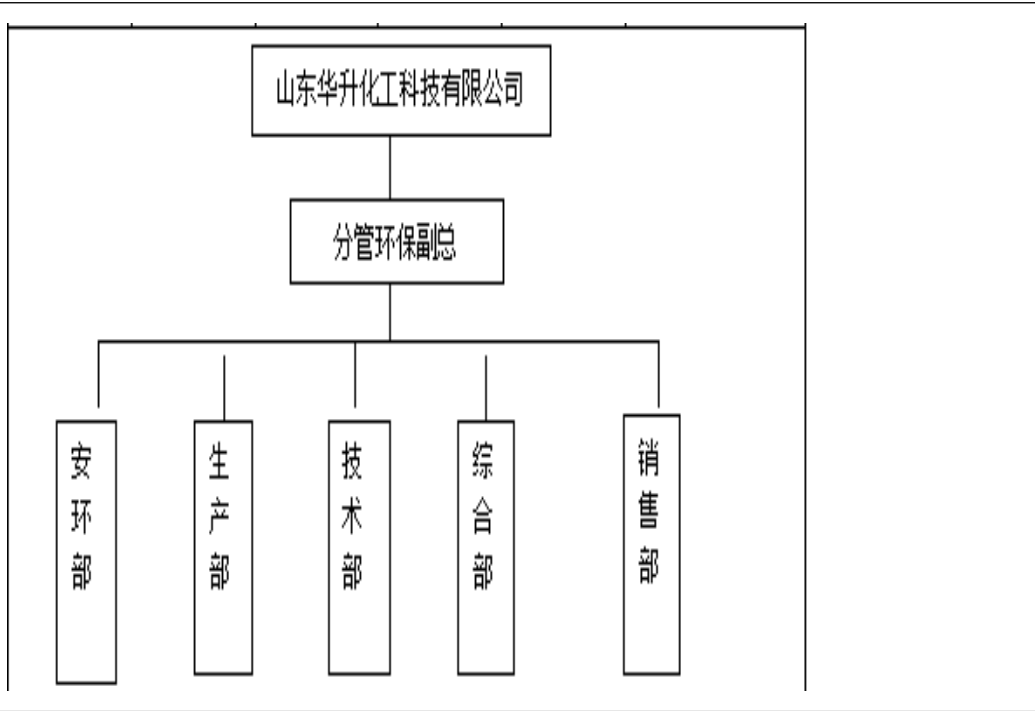 山东华升化工科技有限公司
分管环保副总
安环部
生产部
技术部
综合部
销售部